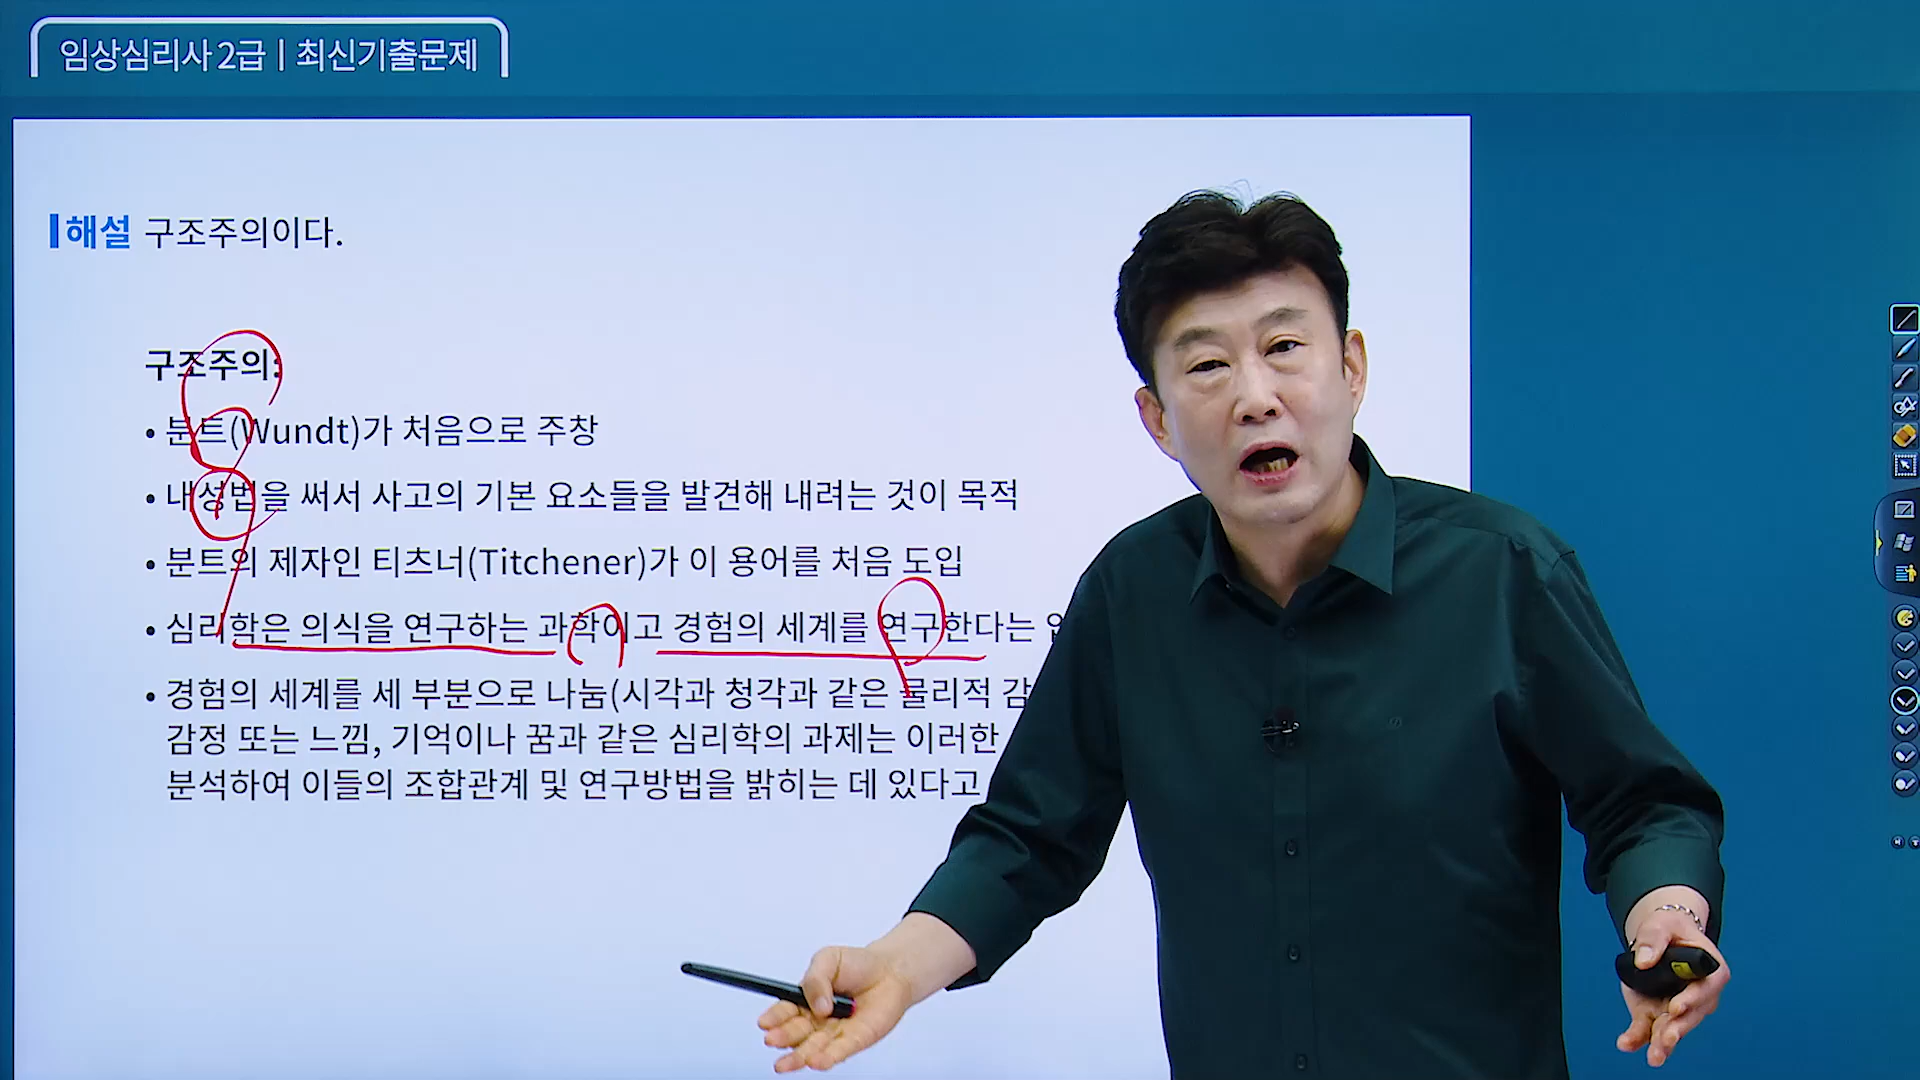 임상심리사 2급 | 최신기출문제
해설 구조주의이다.
구조주의:
• 분트(Wundt)가 처음으로 주창
• 내성법을 써서 사고의 기본 요소들을 발견해 내려는 것이 목적
• 분트의 제자인 티츠너(Titchener)가 이 용어를 처음 도입
• 심리학은 의식을 연구하는 과학이고 경험의 세계를 연구한다는
• 경험의 세계를 세 부분으로 나눔(시각과 청각과 같은 물리적 감
감정 또는 느낌, 기억이나 꿈과 같은 심리학의 과제는 이러한
분석하여 이들의 조합관계 및 연구방법을 밝히는 데 있다고